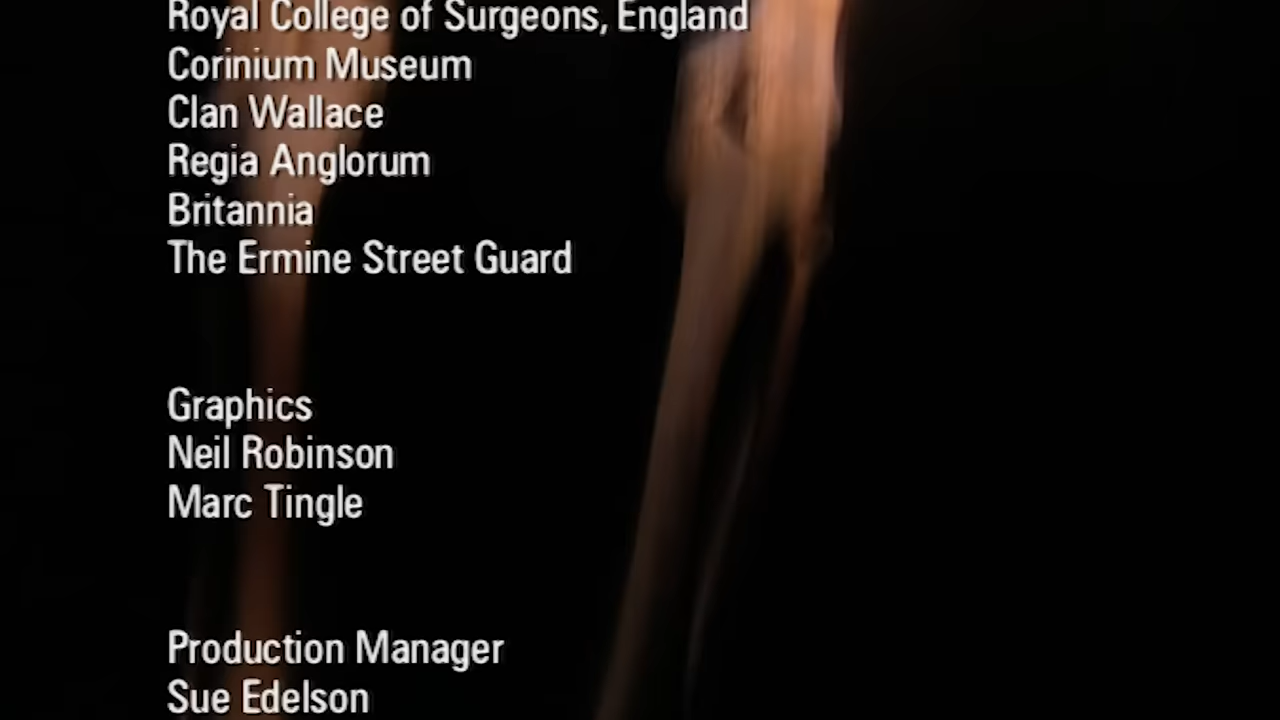 Royal College of Surgeons, England
Corinium Museum
Clan Wallace
Regia Anglorum
Britannia
The Ermine Street Guard
Graphics
Neil Robinson
Marc Tingle
Production Manager
Sue Edelson